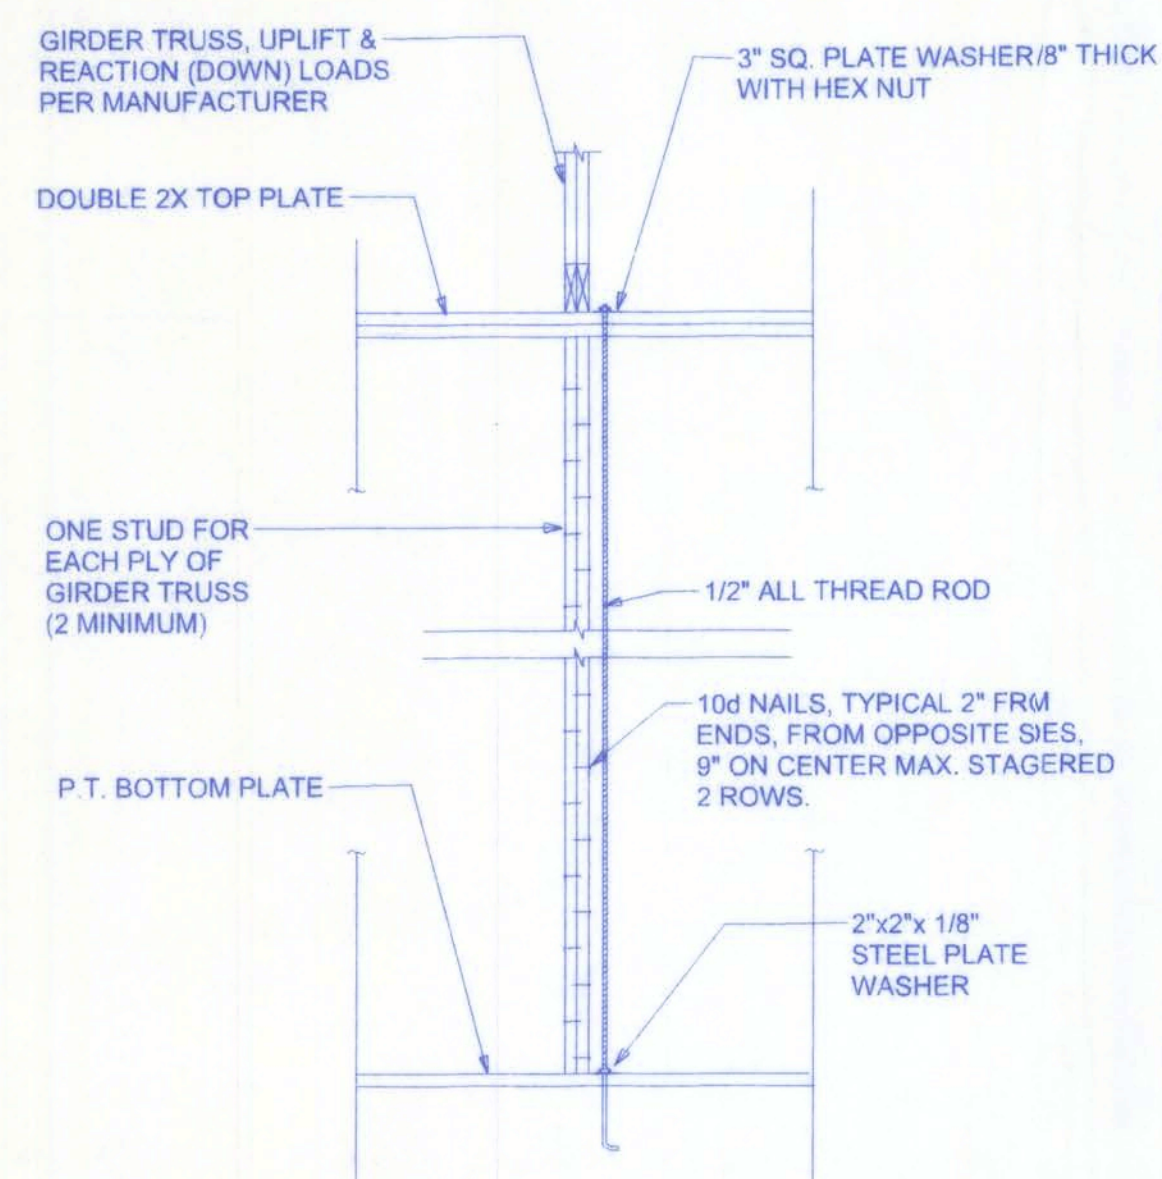 GIRDER TRUSS, UPLIFT &
REACTION (DOWN) LOADS
PER MANUFACTURER
3" SQ. PLATE WASHER/8" THICK
WITH HEX NUT
DOUBLE 2X TOP PLATE
ONE STUD FOR
EACH PLY OF
GIRDER TRUSS
(2 MINIMUM)
1/2" ALL THREAD ROD
10d NAILS, TYPICAL 2" FRM
ENDS, FROM OPPOSITE SIES,
9" ON CENTER MAX. STAGERED
2 ROWS.
P.T. BOTTOM PLATE
2"x2"x 1/8"
STEEL PLATE
WASHER